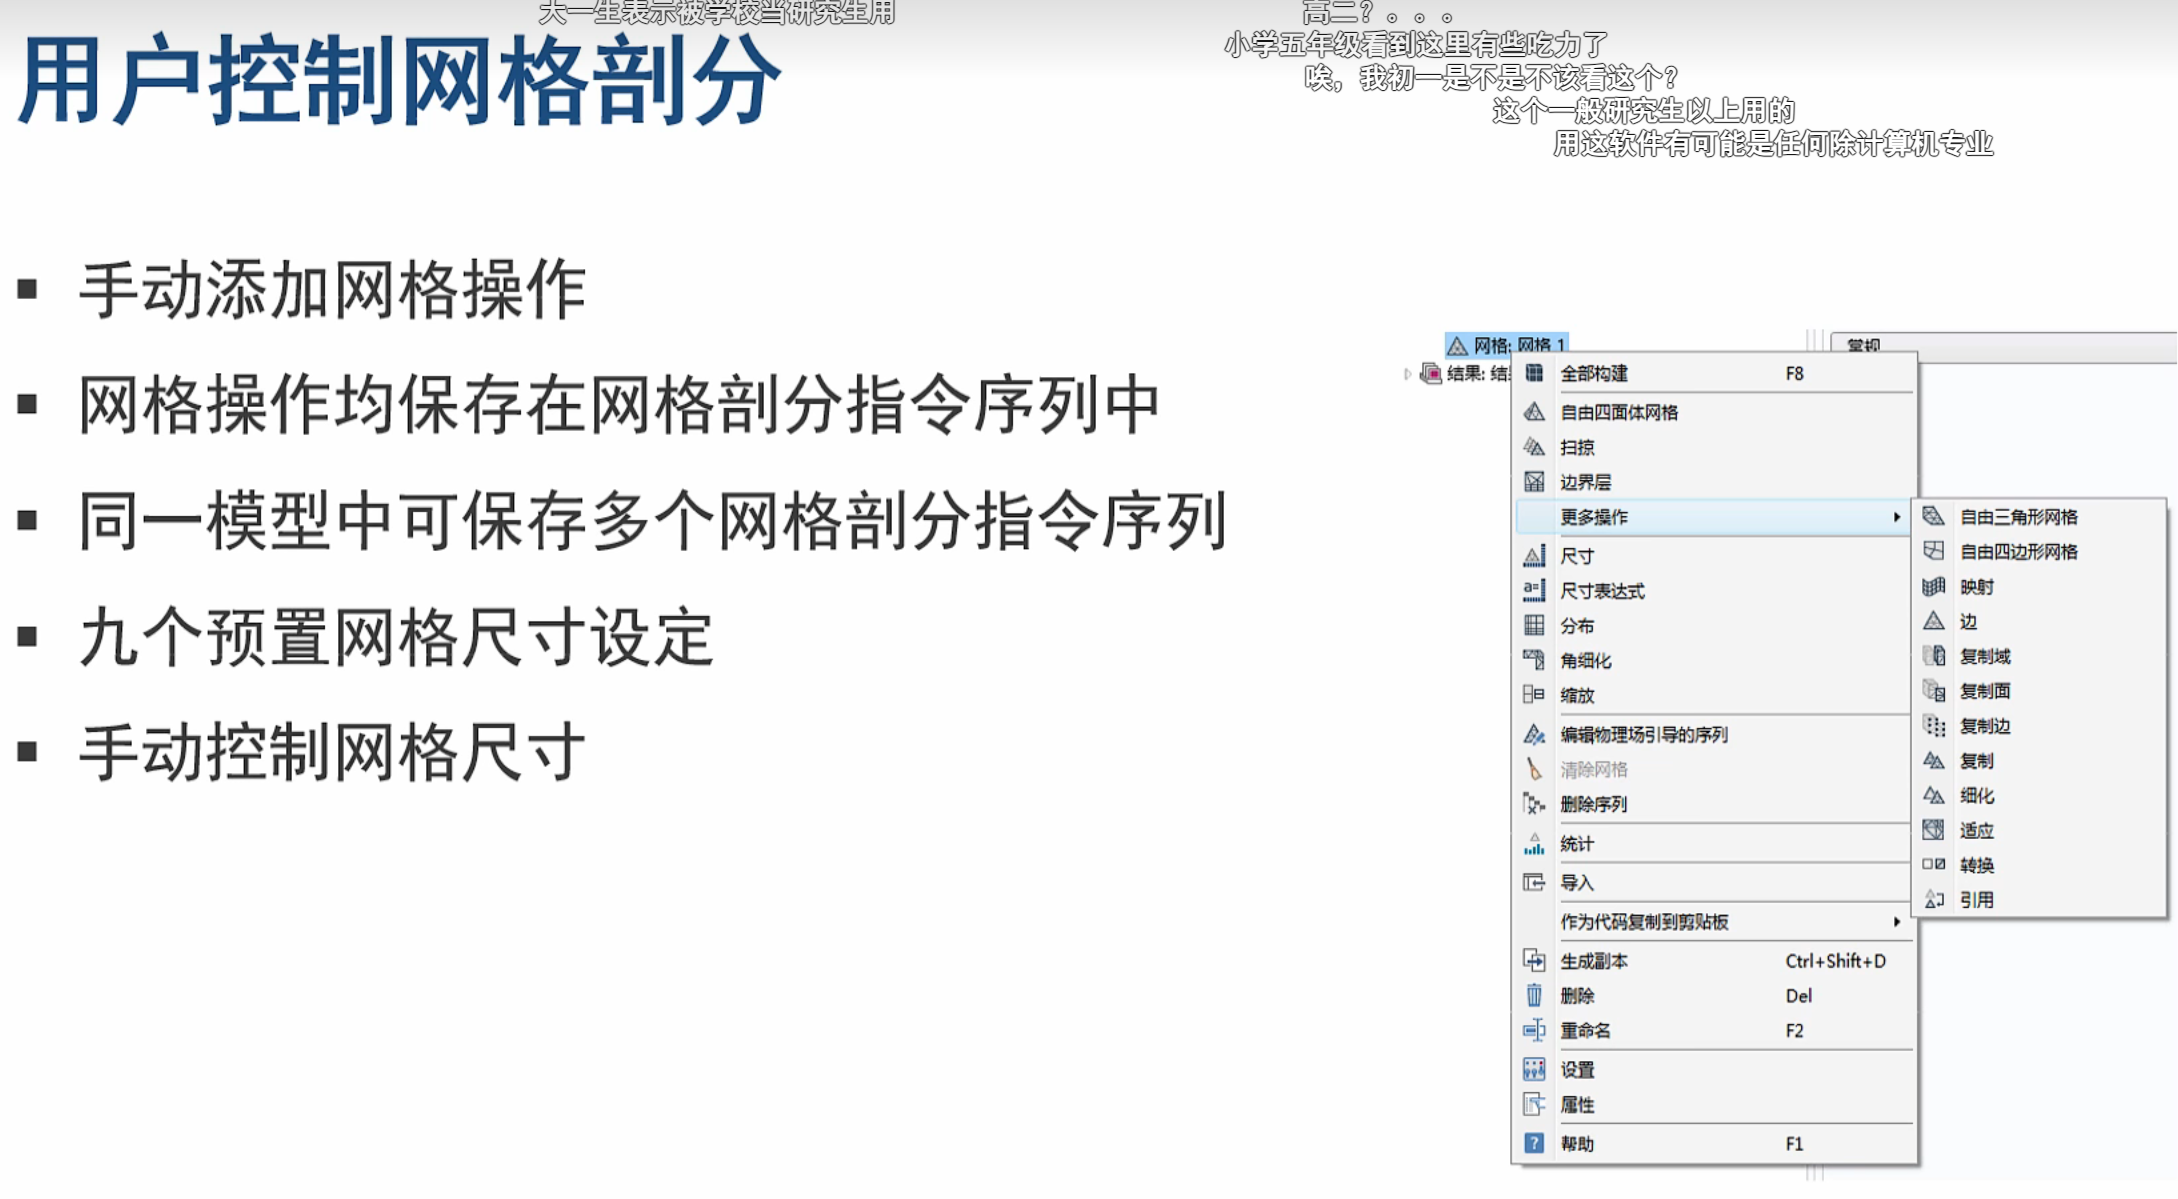 大一生表示被学校当研究生用
高二？。。。
小学五年级看到这里有些吃力了
唉，我初一是不是不该看这个？
这个一般研究生以上用的
用这软件有可能是任何除计算机专业
用户控制网格剖分
▪ 手动添加网格操作
▪ 网格操作均保存在网格剖分指令序列中
▪ 同一模型中可保存多个网格剖分指令序列
▪ 九个预置网格尺寸设定
▪ 手动控制网格尺寸
网格: 网格 1
常规
结果: 结
全部构建 F8
自由四面体网格
扫掠
边界层
更多操作
尺寸
a= 尺寸表达式
分布
角细化
缩放
编辑物理场引导的序列
清除网格
删除序列
统计
导入
作为代码复制到剪贴板
生成副本 Ctrl+Shift+D
删除 Del
重命名 F2
设置
属性
帮助 F1
自由三角形网格
自由四边形网格
映射
边
复制域
复制面
复制边
复制
细化
适应
转换
引用